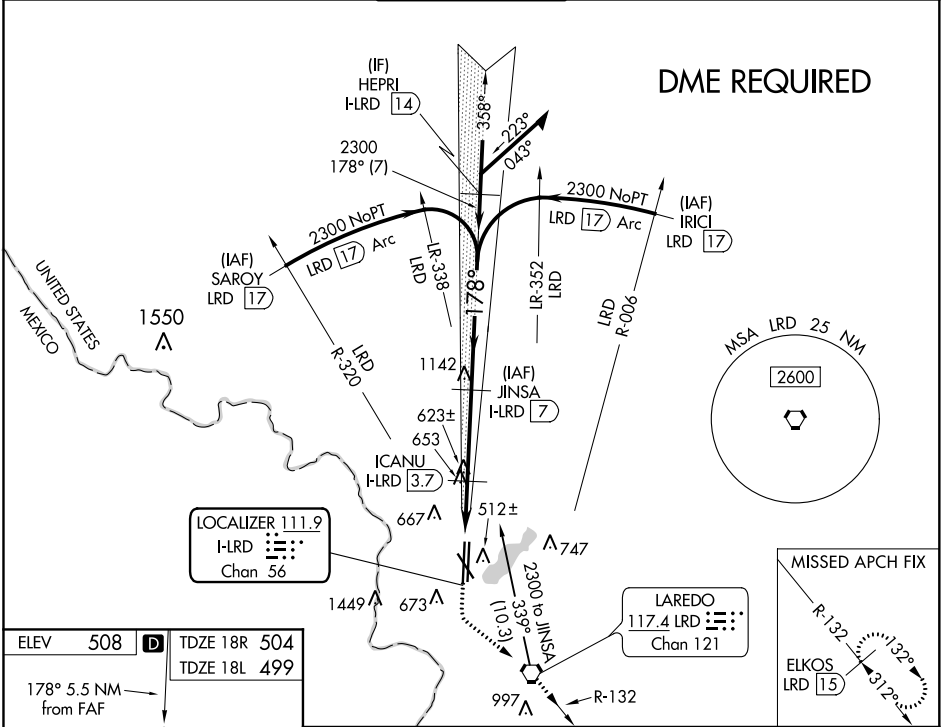 DME REQUIRED
(IF)
HEPRI
I-LRD 14
358°
223°
043°
2300
178° (7)
2300 NoPT
LRD 17 Arc
(IAF)
SAROY
LRD 17
2300 NoPT
LRD 17 Arc
(IAF)
IRICI
LRD 17
LR-338
LRD
LR-352
LRD
178°
LRD
R-006
LRD
R-320
UNITED STATES
MEXICO
1550
1142
(IAF)
JINSA
I-LRD 7
623±
653
ICANU
I-LRD 3.7
667
512±
747
MSA LRD 25 NM
2600
LOCALIZER 111.9
I-LRD
Chan 56
1449
673
2300 to JINSA
339°
(10.3)
LAREDO
117.4 LRD
Chan 121
R-132
997
MISSED APCH FIX
R-132
132°
312°
ELKOS
LRD 15
ELEV 508 D
TDZE 18R 504
TDZE 18L 499
178° 5.5 NM
from FAF